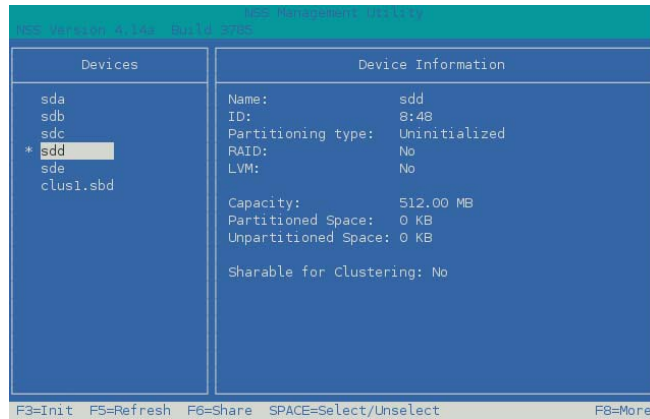 NSS Management Utility
NSS Version 4.14a Build 3785
Devices
Device Information
sda
sdb
sdc
* sdd
sde
clus1.sbd
Name: sdd
ID: 8:48
Partitioning type: Uninitialized
RAID: No
LVM: No
Capacity: 512.00 MB
Partitioned Space: 0 KB
Unpartitioned Space: 0 KB
Sharable for Clustering: No
F3=Init F5=Refresh F6=Share SPACE=Select/Unselect F8=More